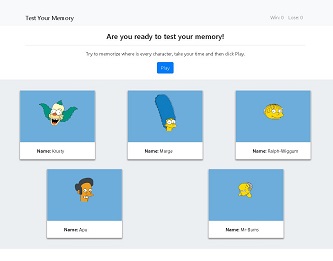 Test Your Memory
Win: 0 Lose: 0
Are you ready to test your memory!
Try to memorize where is every character, take your time and then click Play.
Play
Name: Krusty
Name: Marge
Name: Ralph-Wiggum
Name: Apu
Name: Mr-Burns